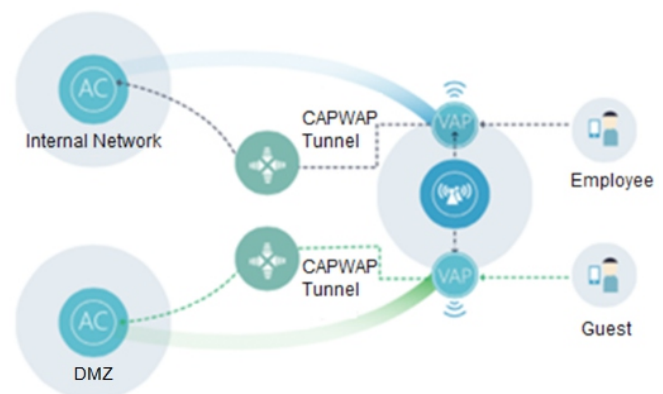 AC
Internal Network
CAPWAP
Tunnel
VAP
Employee
CAPWAP
Tunnel
VAP
Guest
AC
DMZ